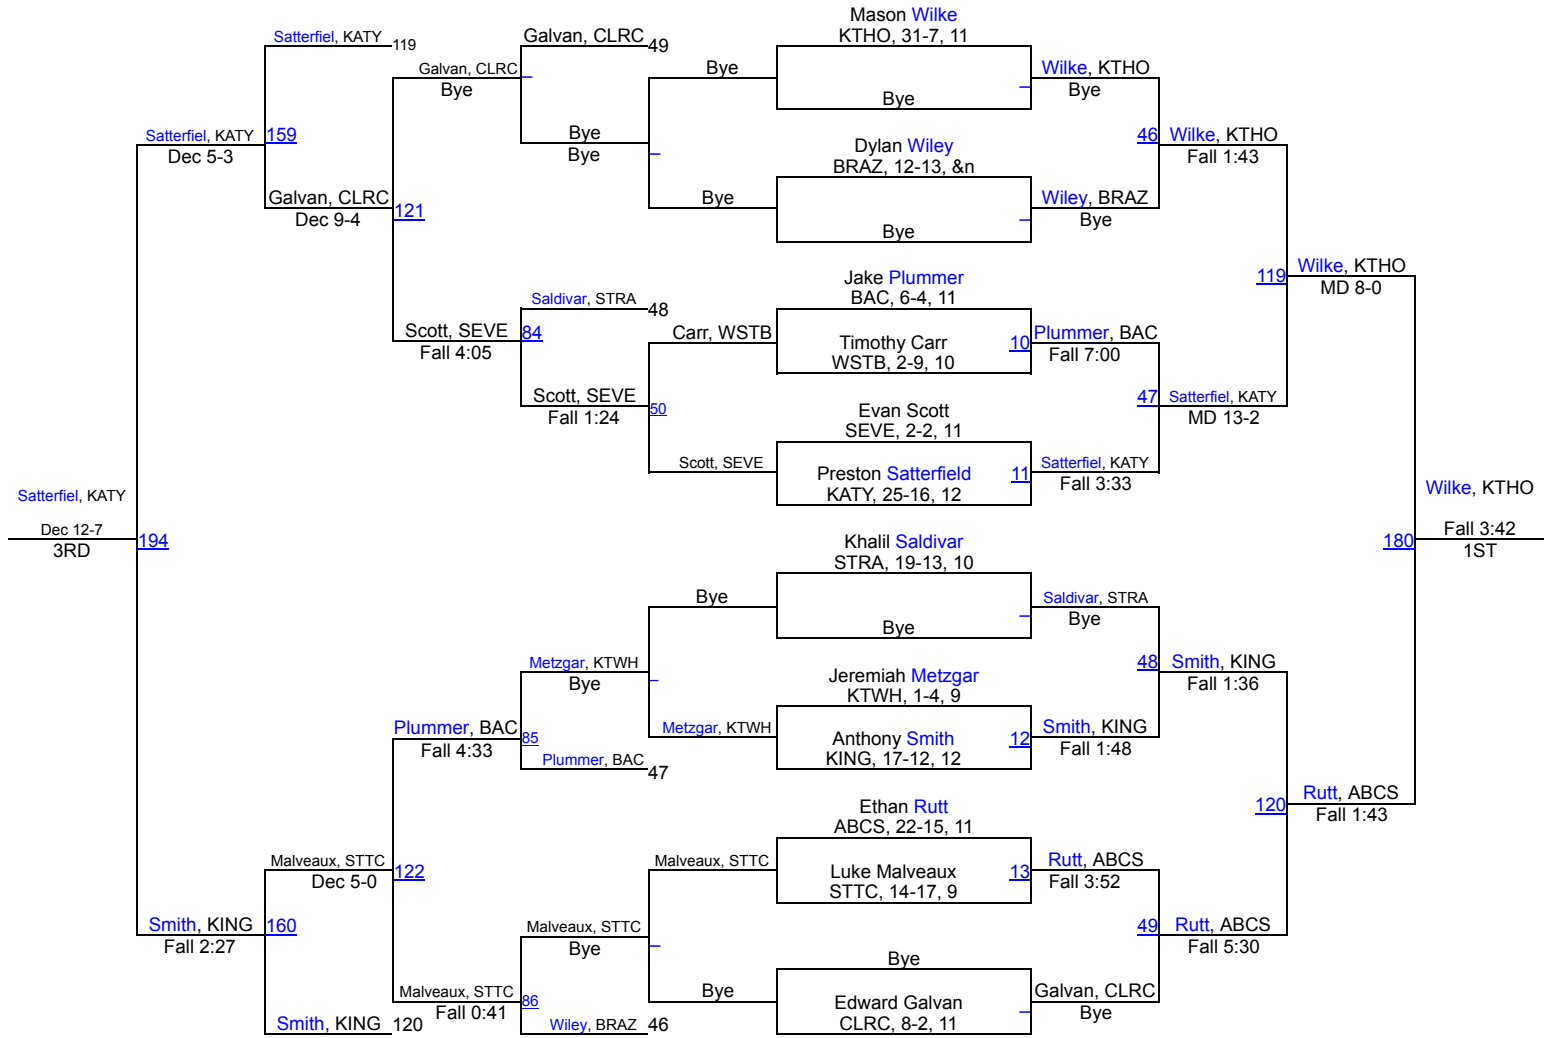 Mason Wilke
KTHO, 31-7, 11
Satterfiel, KATY 119
Galvan, CLRC 49
Galvan, CLRC
Bye
Bye
Wilke, KTHO
Bye
Bye
Satterfiel, KATY
Dec 5-3
159
Bye
Bye
Dylan Wiley
BRAZ, 12-13, &n
46
Wilke, KTHO
Fall 1:43
Galvan, CLRC
Dec 9-4
121
Bye
Wiley, BRAZ
Bye
Bye
Jake Plummer
BAC, 6-4, 11
119
Wilke, KTHO
MD 8-0
Saldivar, STRA 48
Scott, SEVE
Fall 4:05
84
Carr, WSTB
Timothy Carr
WSTB, 2-9, 10
10
Plummer, BAC
Fall 7:00
Scott, SEVE
Fall 1:24
50
Evan Scott
SEVE, 2-2, 11
47
Satterfiel, KATY
MD 13-2
Scott, SEVE
Preston Satterfield
KATY, 25-16, 12
11
Satterfiel, KATY
Fall 3:33
Satterfiel, KATY
Dec 12-7
3RD
194
Wilke, KTHO
Fall 3:42
1ST
180
Khalil Saldivar
STRA, 19-13, 10
Bye
Saldivar, STRA
Bye
Bye
Metzgar, KTWH
Bye
Jeremiah Metzgar
KTWH, 1-4, 9
48
Smith, KING
Fall 1:36
Plummer, BAC
Fall 4:33
85
Metzgar, KTWH
Anthony Smith
KING, 17-12, 12
12
Smith, KING
Fall 1:48
Plummer, BAC 47
Ethan Rutt
ABCS, 22-15, 11
120
Rutt, ABCS
Fall 1:43
Malveaux, STTC
Dec 5-0
122
Malveaux, STTC
Luke Malveaux
STTC, 14-17, 9
13
Rutt, ABCS
Fall 3:52
Smith, KING
Fall 2:27
160
Malveaux, STTC
Bye
49
Rutt, ABCS
Fall 5:30
Bye
Malveaux, STTC
Fall 0:41
86
Bye
Edward Galvan
CLRC, 8-2, 11
Galvan, CLRC
Bye
Smith, KING 120
Wiley, BRAZ 46